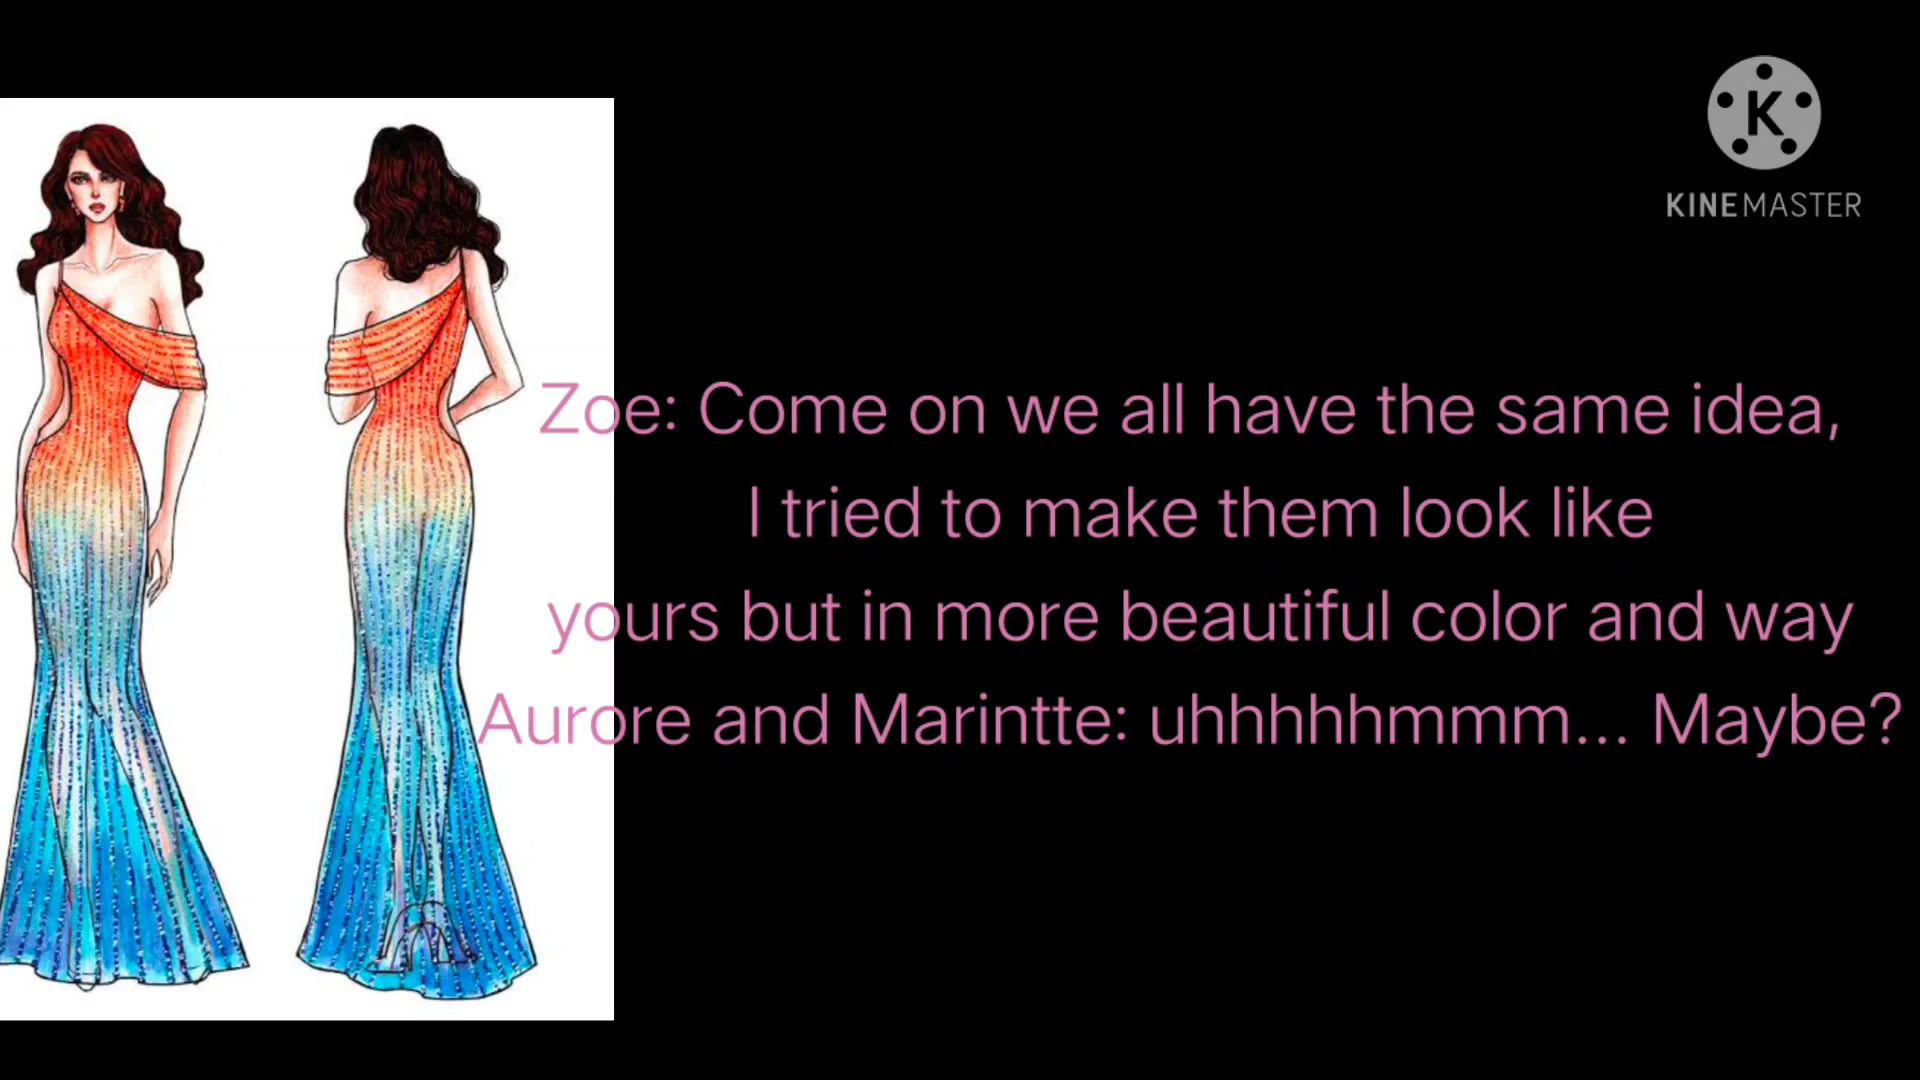 K
KINEMASTER
Zoe: Come on we all have the same idea,
I tried to make them look like
yours but in more beautiful color and way
Aurore and Marintte: uhhhhhmmm... Maybe?